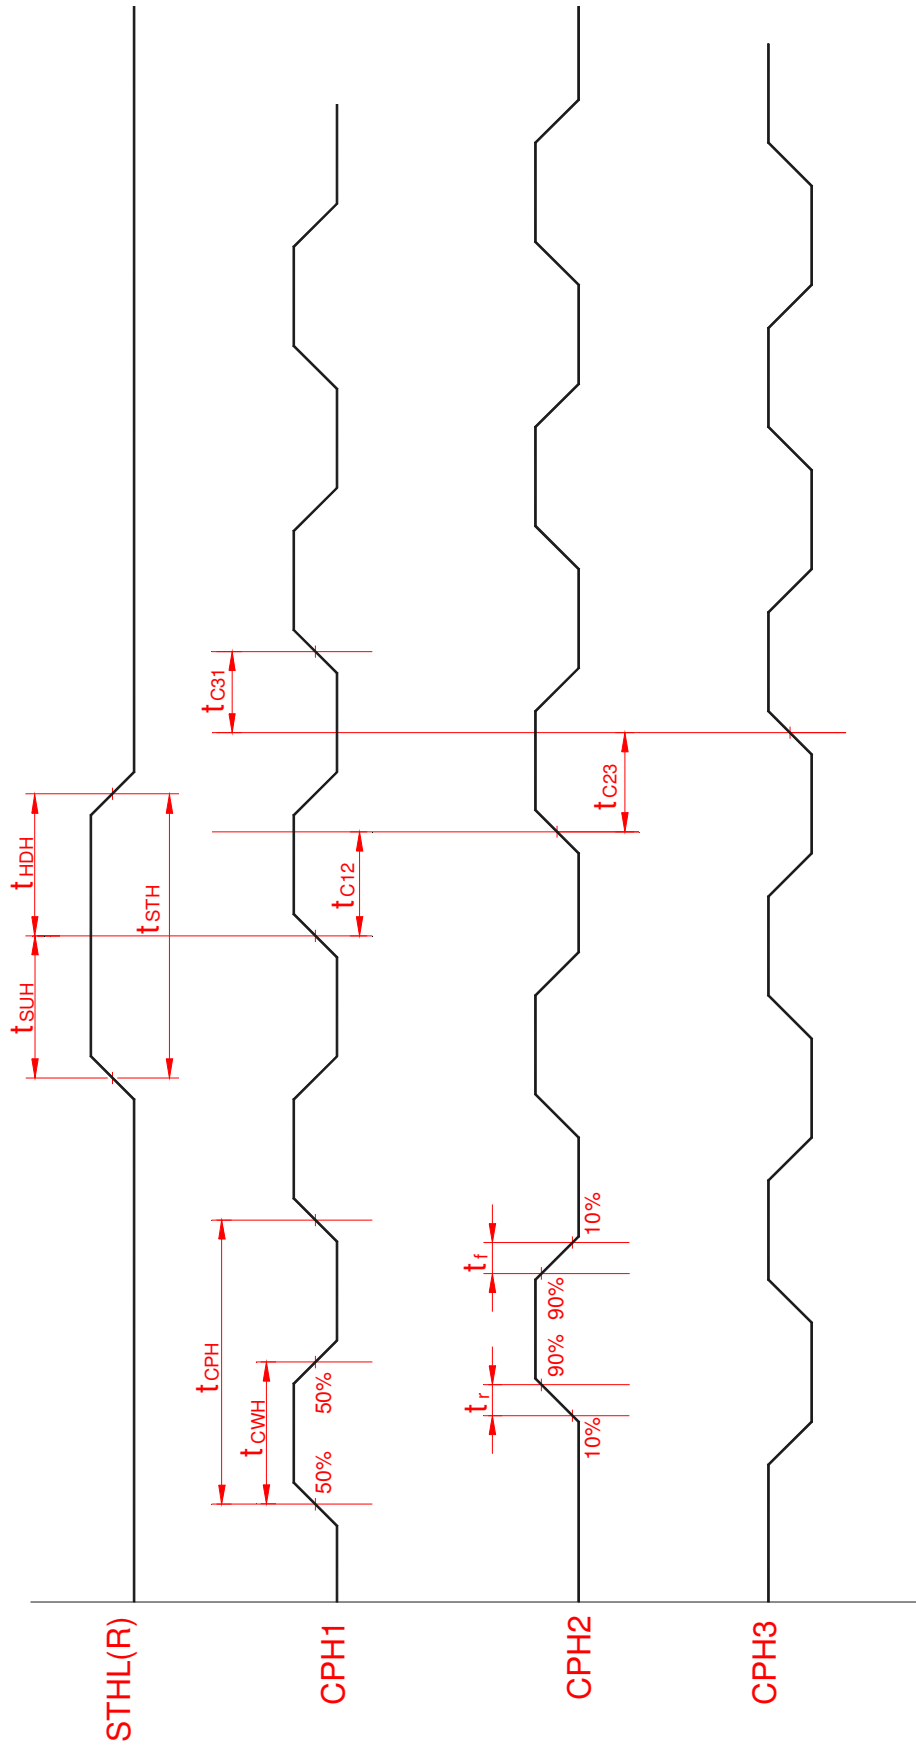 STHL(R)
tSUH
tHDH
tSTH
CPH1
tCPH
tCWH
50%
50%
tC12
tC31
CPH2
tr
tf
10%
90%
90%
10%
tC23
CPH3